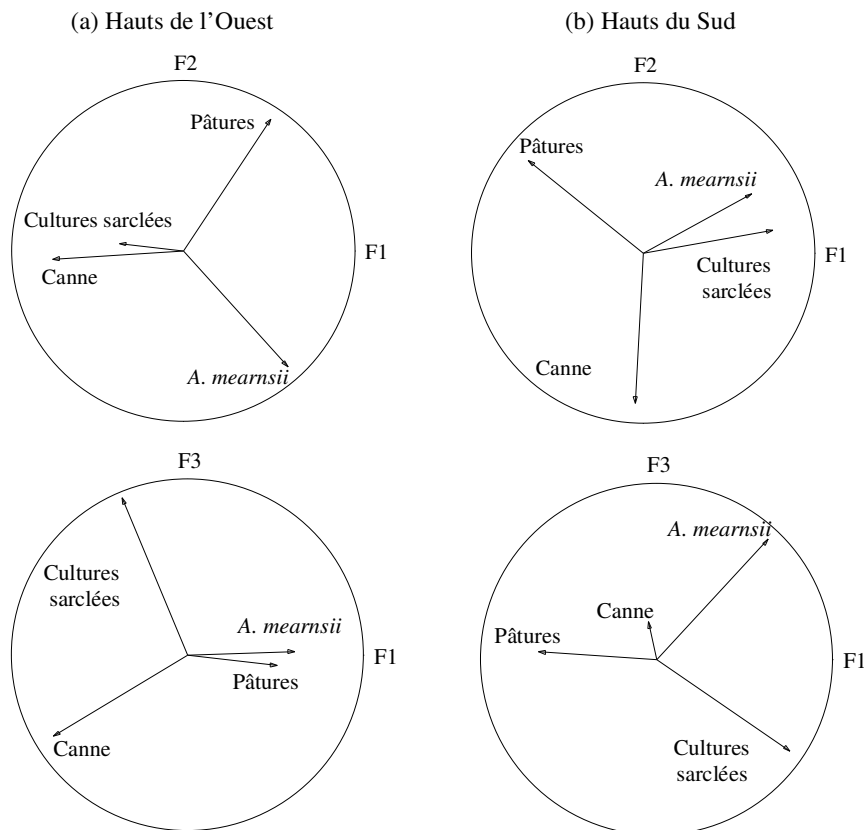 (a) Hauts de l'Ouest
(b) Hauts du Sud
F2
Pâtures
Cultures sarclées
Canne
F1
A. mearnsii
F2
Pâtures
A. mearnsii
F1
Cultures
sarclées
Canne
F3
Cultures
sarclées
A. mearnsii
F1
Pâtures
Canne
F3
A. mearnsii
Canne
Pâtures
F1
Cultures
sarclées